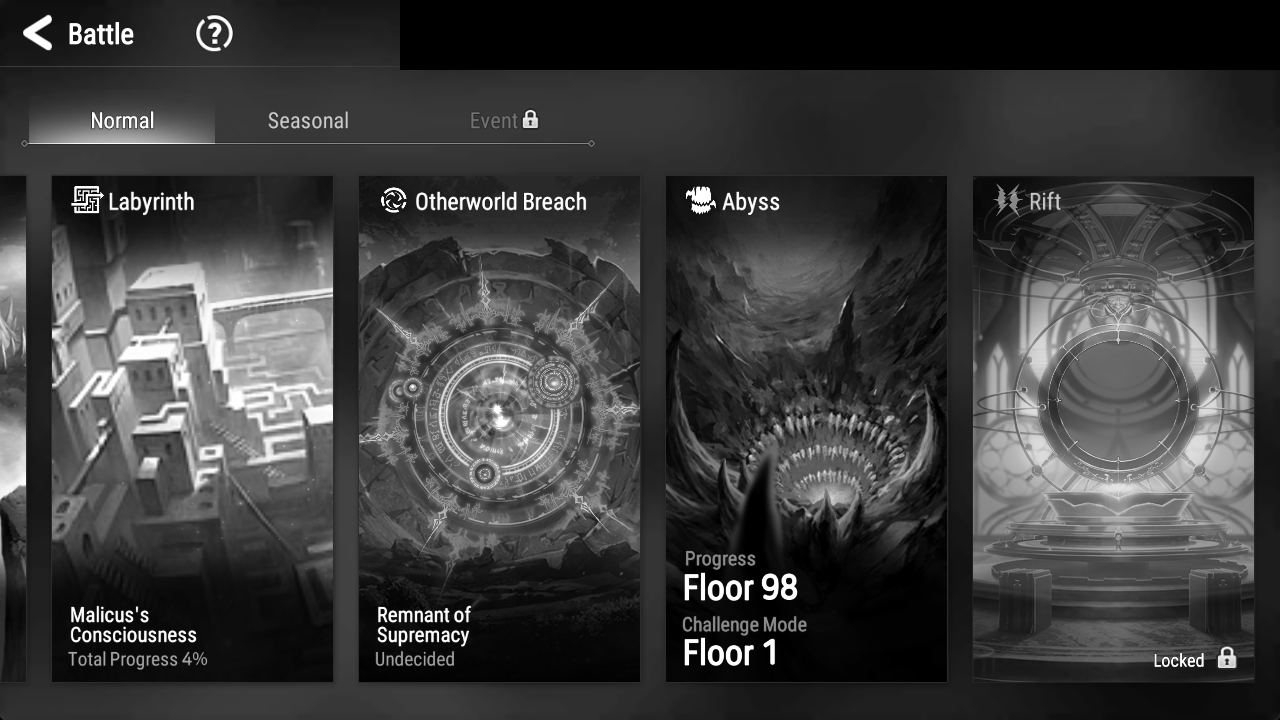 Battle
Normal
Seasonal
Event
Labyrinth
Malicus's
Consciousness
Total Progress 4%
Otherworld Breach
Remnant of
Supremacy
Undecided
Abyss
Progress
Floor 98
Challenge Mode
Floor 1
Rift
Locked